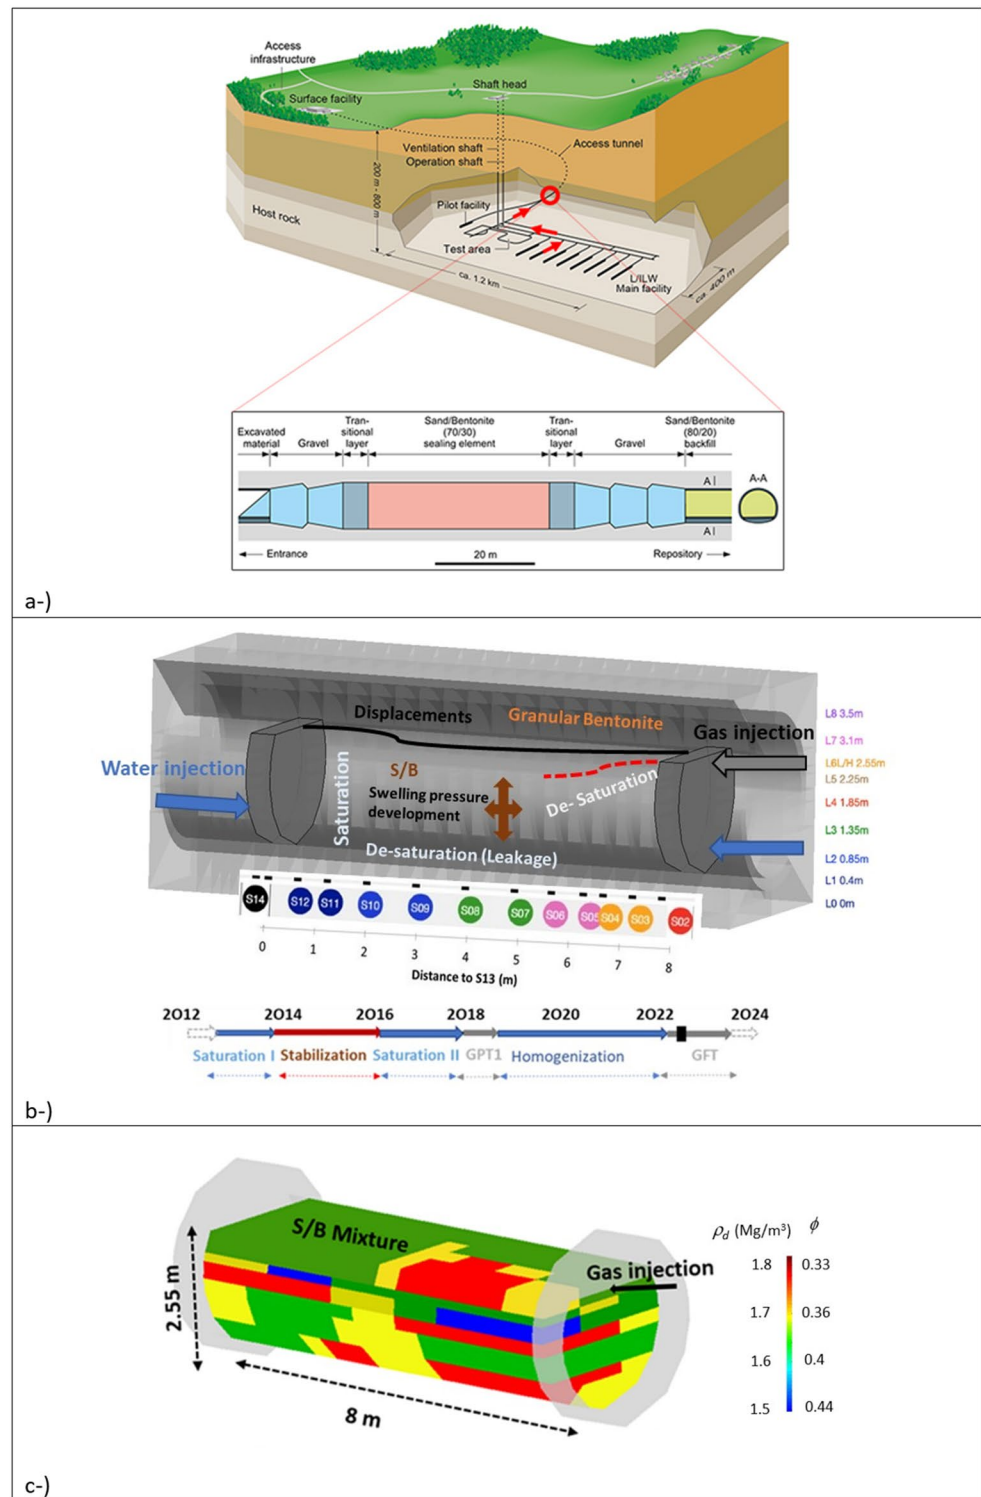 Access
infrastructure
Shaft head
Surface facility
Ventilation shaft
Operation shaft
Access tunnel
200 m - 800 m
Pilot facility
Host rock
Test area
L/ILW
Main facility
ca. 1.2 km
ca. 400 m
Excavated
material
Gravel
Tran-
sitional
layer
Sand/Bentonite
(70/30)
sealing element
Tran-
sitional
layer
Gravel
Sand/Bentonite
(80/20)
backfill
A
A-A
A
Entrance
20 m
Repository
a-)
Displacements
Granular Bentonite
Gas injection
Water injection
Saturation
S/B
Swelling pressure
development
De- Saturation
De-saturation (Leakage)
L8 3.5m
L7 3.1m
L6L/H 2.55m
L5 2.25m
L4 1.85m
L3 1.35m
L2 0.85m
L1 0.4m
L0 0m
S14 S12 S11 S10 S09 S08 S07 S06 S05 S04 S03 S02
0 1 2 3 4 5 6 7 8
Distance to S13 (m)
2012 2014 2016 2018 2020 2022 2024
Saturation I Stabilization Saturation II GPT1 Homogenization GFT
b-)
S/B Mixture
Gas injection
2.55 m
8 m
ρd (Mg/m³) ϕ
1.8 0.33
1.7 0.36
1.6 0.4
1.5 0.44
c-)